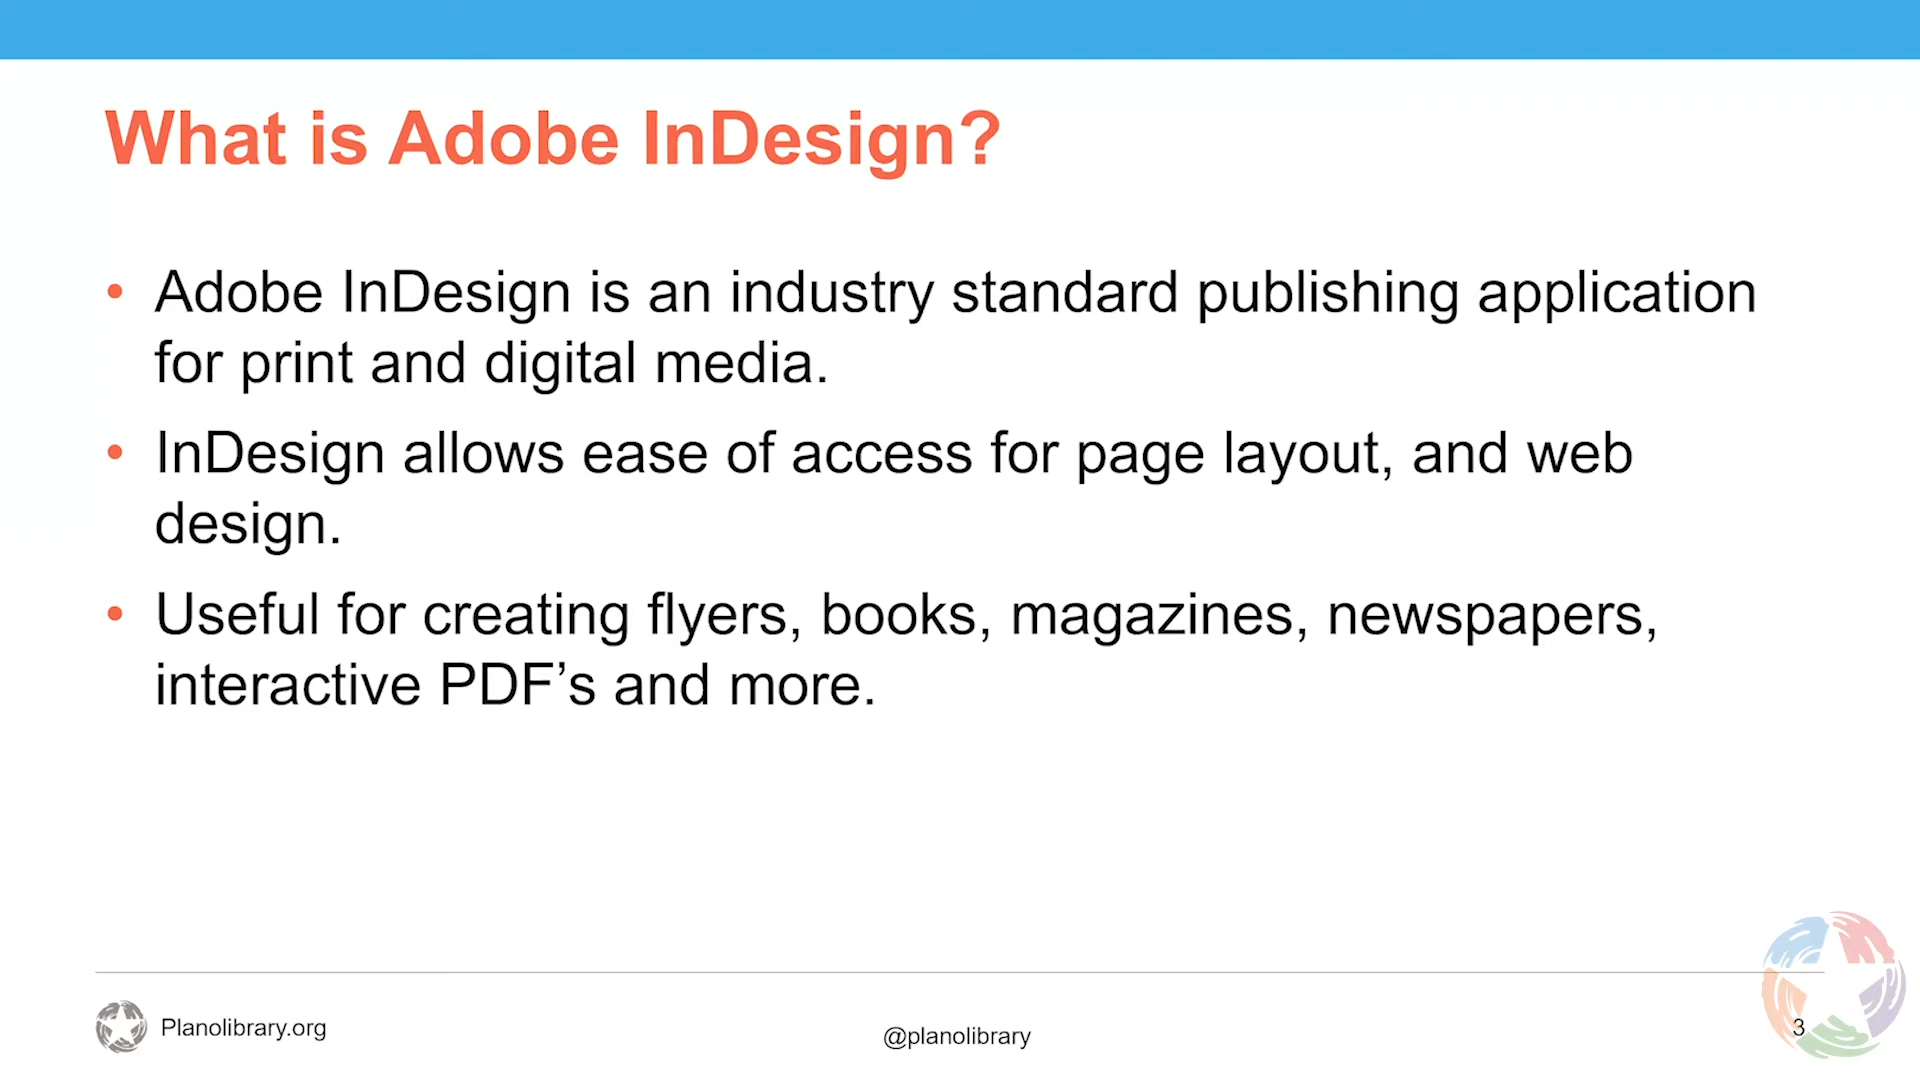 What is Adobe InDesign?
• Adobe InDesign is an industry standard publishing application
for print and digital media.
• InDesign allows ease of access for page layout, and web
design.
• Useful for creating flyers, books, magazines, newspapers,
interactive PDF’s and more.
Planolibrary.org
@planolibrary
3